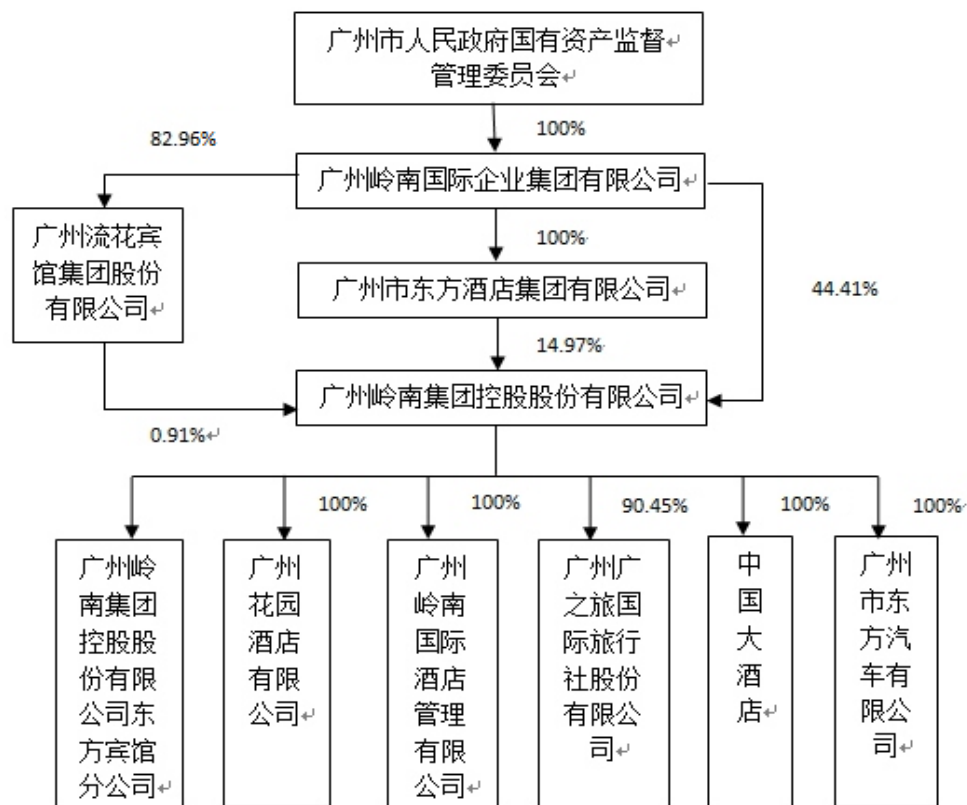 广州市人民政府国有资产监督
管理委员会
100%
82.96%
广州岭南国际企业集团有限公司
广州流花宾
馆集团股份
有限公司
100%
广州市东方酒店集团有限公司
44.41%
14.97%
广州岭南集团控股股份有限公司
0.91%
100%
100%
90.45%
100%
100%
广州岭
南集团
控股股
份有限
公司东
方宾馆
分公司
广州
花园
酒店
有限
公司
广州
岭南
国际
酒店
管理
有限
公司
广州广
之旅国
际旅行
社股份
有限公
司
中
国
大
酒
店
广州
市东
方汽
车有
限公
司